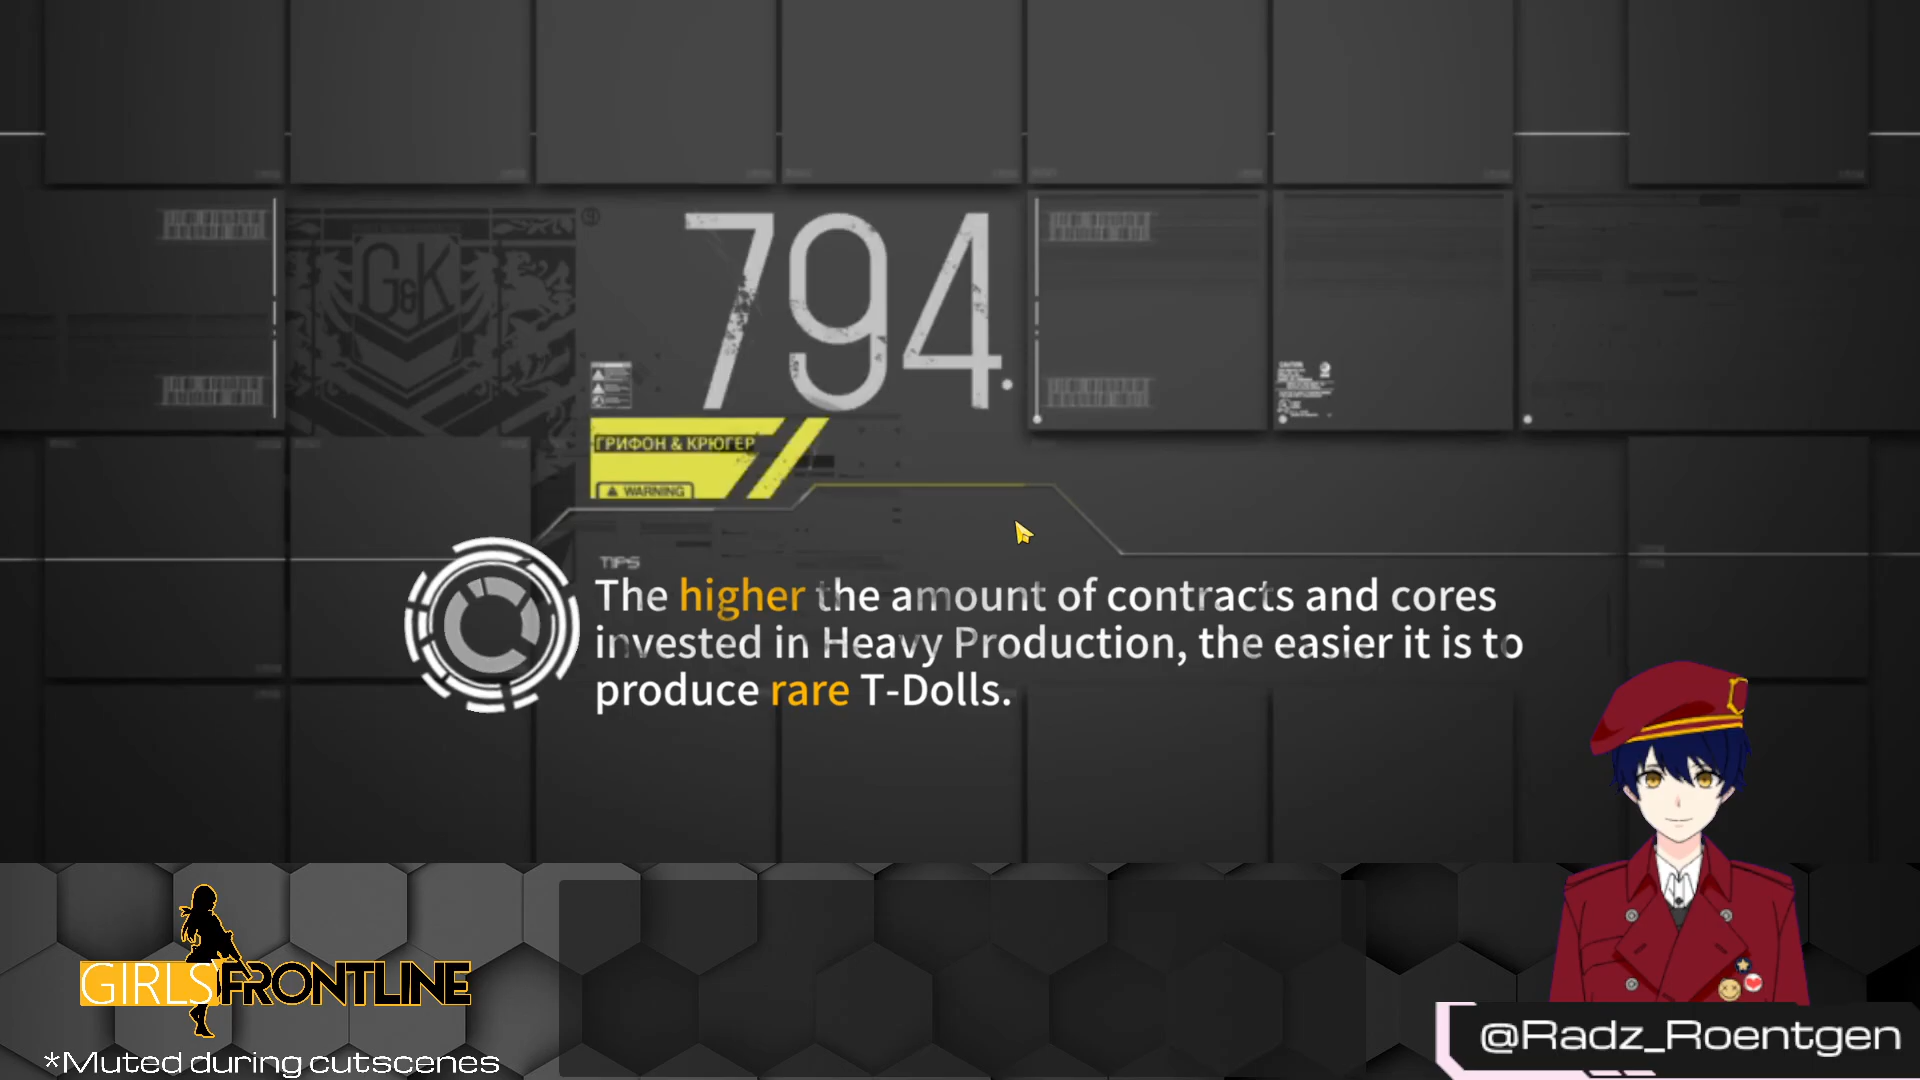 G&K
794.
ГРИФОН & КРЮГЕР
WARNING
TIPS
The higher the amount of contracts and cores
invested in Heavy Production, the easier it is to
produce rare T-Dolls.
GIRLS FRONTLINE
*Muted during cutscenes
@Radz_Roentgen